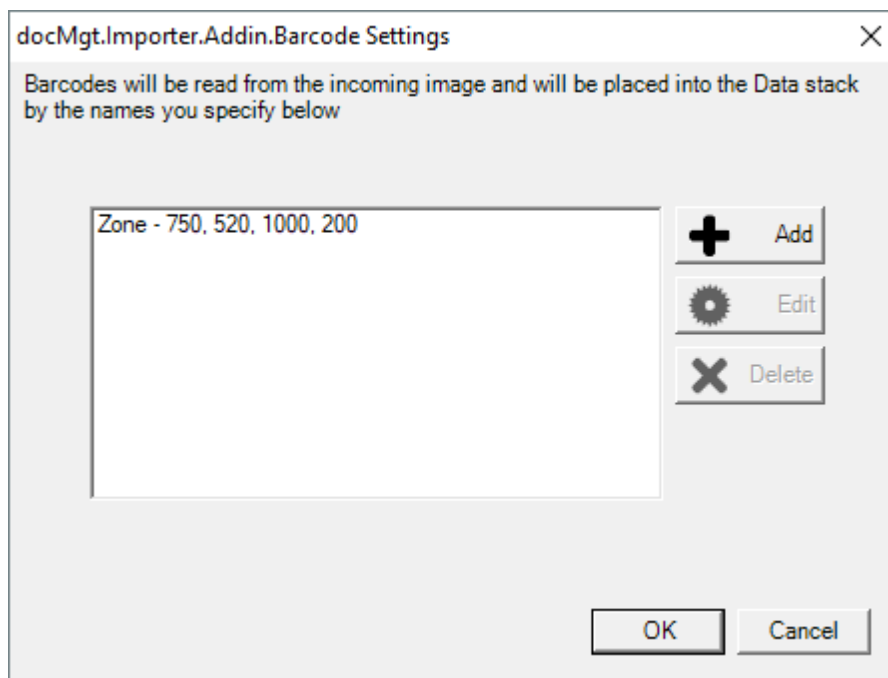 docMgt.Importer.Addin.Barcode Settings
Barcodes will be read from the incoming image and will be placed into the Data stack
by the names you specify below
Zone - 750, 520, 1000, 200
Add
Edit
Delete
OK
Cancel